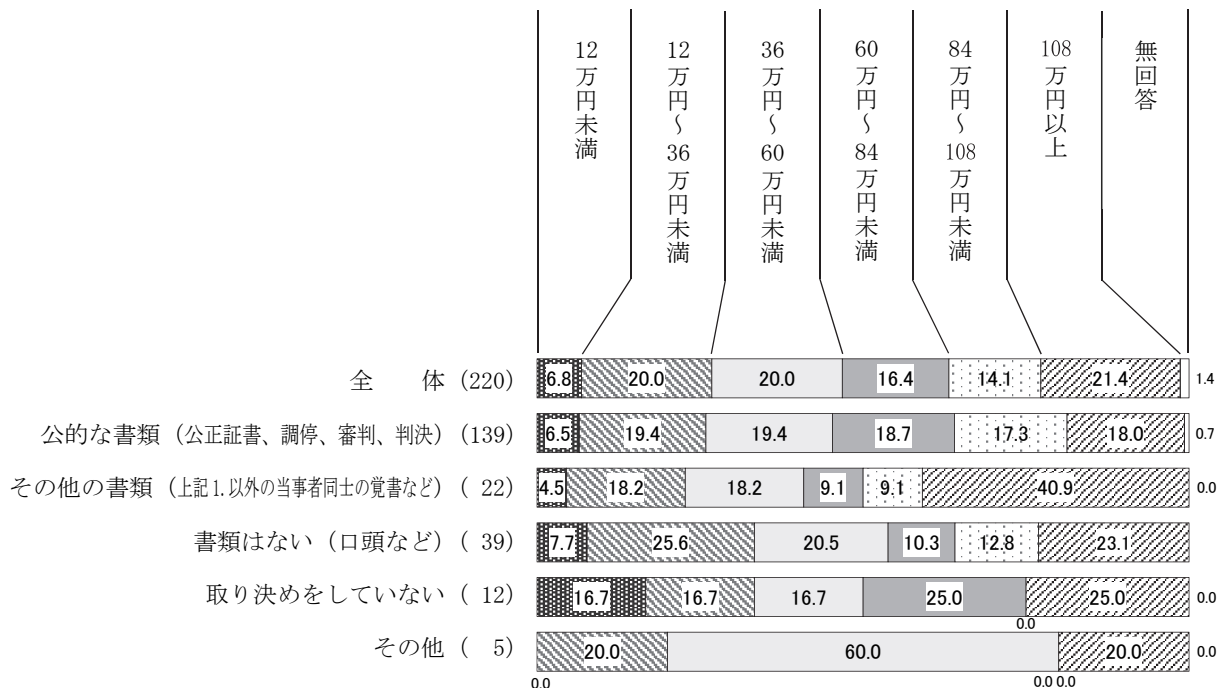 12万円未満
12万円～36万円未満
36万円～60万円未満
60万円～84万円未満
84万円～108万円未満
108万円以上
無回答
全　体 (220) 6.8 20.0 20.0 16.4 14.1 21.4 1.4
公的な書類（公正証書、調停、審判、判決）(139) 6.5 19.4 19.4 18.7 17.3 18.0 0.7
その他の書類（上記1.以外の当事者同士の覚書など）( 22) 4.5 18.2 18.2 9.1 9.1 40.9 0.0
書類はない（口頭など）( 39) 7.7 25.6 20.5 10.3 12.8 23.1
取り決めをしていない ( 12) 16.7 16.7 16.7 25.0 25.0 0.0
0.0
その他 ( 5) 20.0 60.0 20.0 0.0
0.0 0.0 0.0